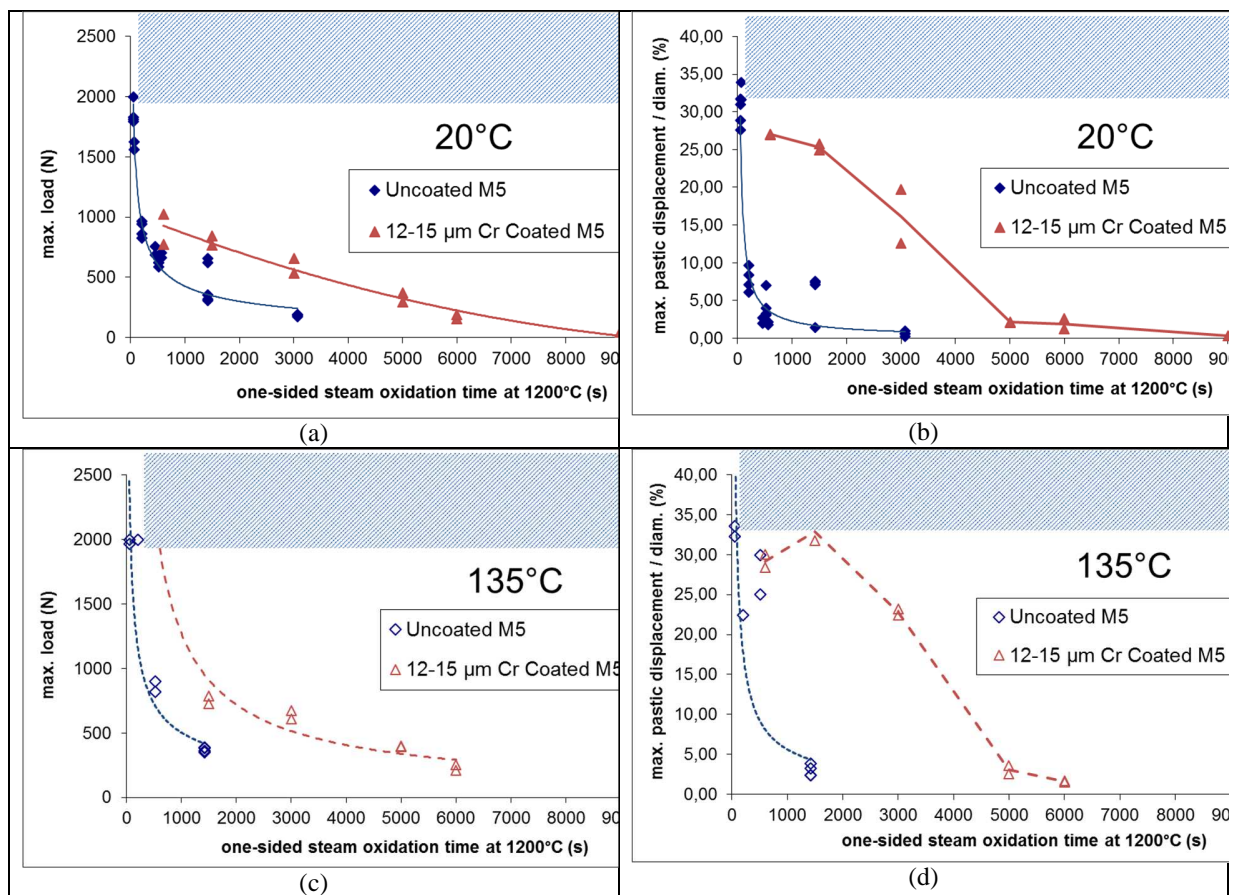 max. load (N)
2500
2000
1500
1000
500
0
20°C
Uncoated M5
12-15 µm Cr Coated M5
0 1000 2000 3000 4000 5000 6000 7000 8000 900
one-sided steam oxidation time at 1200°C (s)
(a)
max. pastic displacement / diam. (%)
40,00
35,00
30,00
25,00
20,00
15,00
10,00
5,00
0,00
20°C
Uncoated M5
12-15 µm Cr Coated M5
0 1000 2000 3000 4000 5000 6000 7000 8000 9000
one-sided steam oxidation time at 1200°C (s)
(b)
max. load (N)
2500
2000
1500
1000
500
0
135°C
Uncoated M5
12-15 µm Cr Coated M5
0 1000 2000 3000 4000 5000 6000 7000 8000 900
one-sided steam oxidation time at 1200°C (s)
(c)
max. pastic displacement / diam. (%)
40,00
35,00
30,00
25,00
20,00
15,00
10,00
5,00
0,00
135°C
Uncoated M5
12-15 µm Cr Coated M5
0 1000 2000 3000 4000 5000 6000 7000 8000 9000
one-sided steam oxidation time at 1200°C (s)
(d)